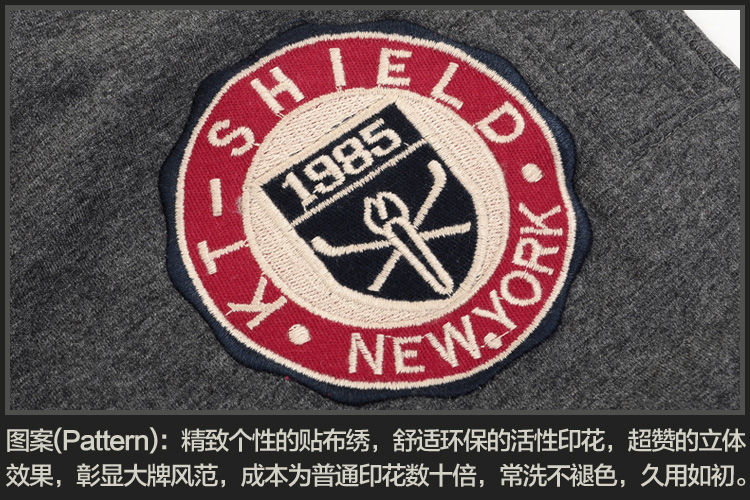 KTI SHIELD
1985
NEW.YORK
图案(Pattern)：精致个性的贴布绣，舒适环保的活性印花，超赞的立体
效果，彰显大牌风范，成本为普通印花数十倍，常洗不褪色，久用如初。